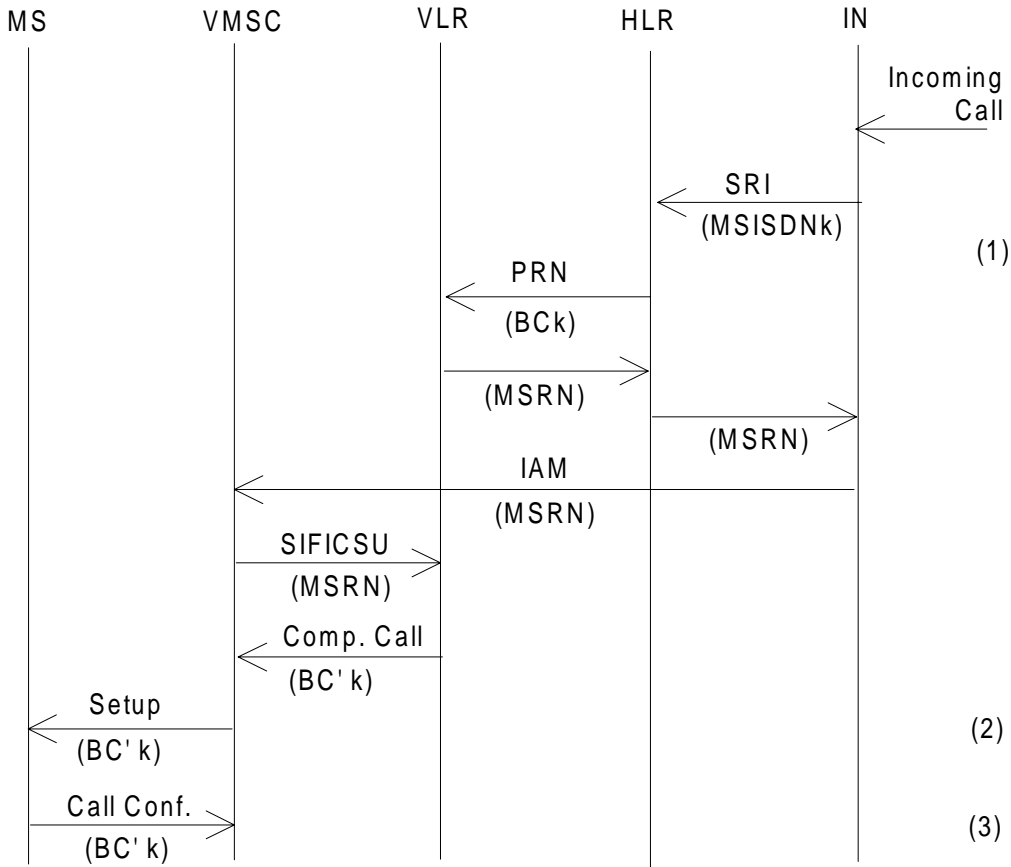 MS VMSC VLR HLR IN
Incoming
Call
SRI
(MSISDNk)
(1)
PRN
(BCk)
(MSRN)
(MSRN)
IAM
(MSRN)
SIFICSU
(MSRN)
Comp. Call
(BC'k)
Setup
(BC'k)
(2)
Call Conf.
(BC'k)
(3)